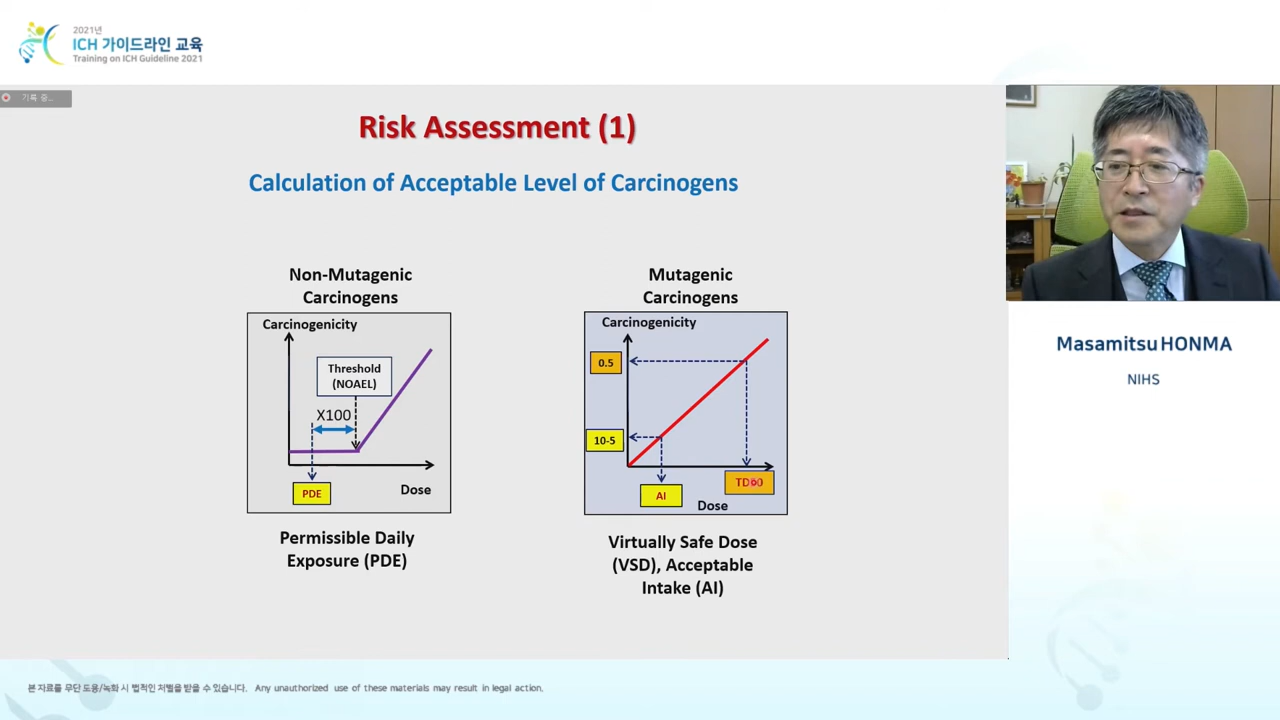 2021년
ICH 가이드라인 교육
Training on ICH Guideline 2021
기록 중...
Risk Assessment (1)
Calculation of Acceptable Level of Carcinogens
Non-Mutagenic
Carcinogens
Carcinogenicity
Threshold
(NOAEL)
X100
PDE
Dose
Permissible Daily
Exposure (PDE)
Mutagenic
Carcinogens
Carcinogenicity
0.5
10-5
AI
TD50
Dose
Virtually Safe Dose
(VSD), Acceptable
Intake (AI)
Masamitsu HONMA
NIHS
본 자료를 무단 도용/녹화 시 법적인 처벌을 받을 수 있습니다. Any unauthorized use of these materials may result in legal action.